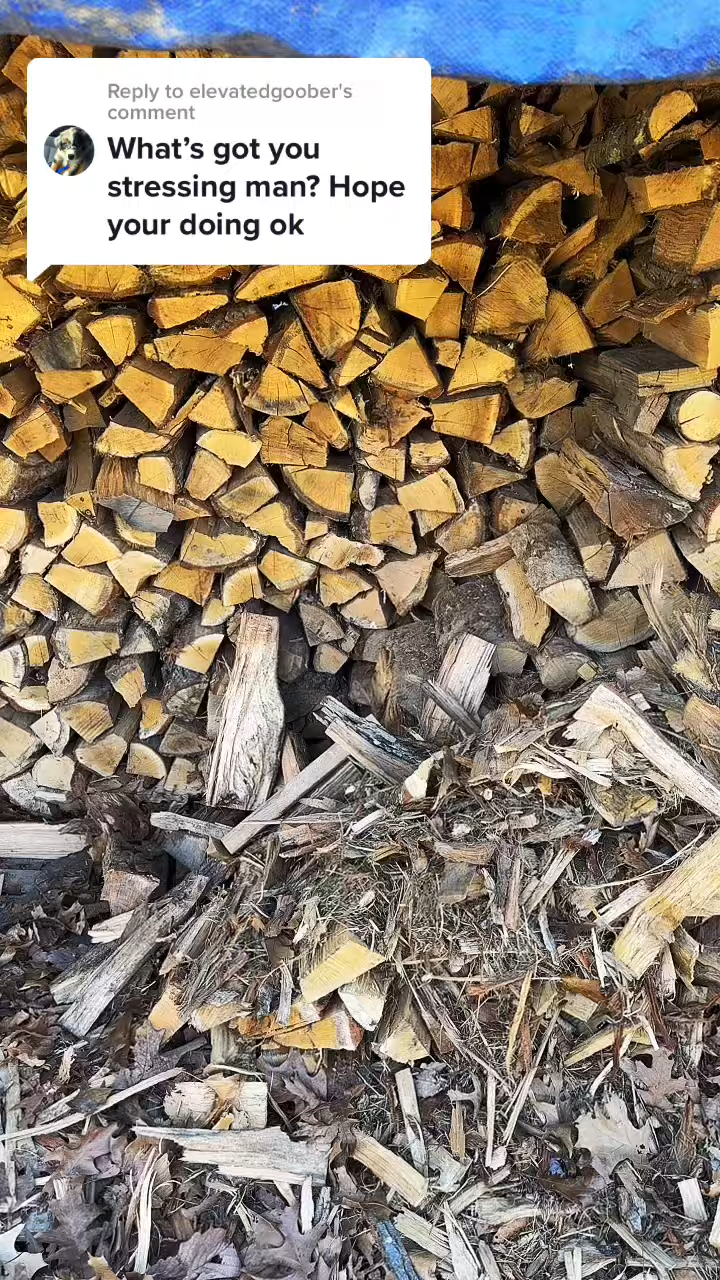 Reply to elevatedgoober's
comment
What’s got you
stressing man? Hope
your doing ok